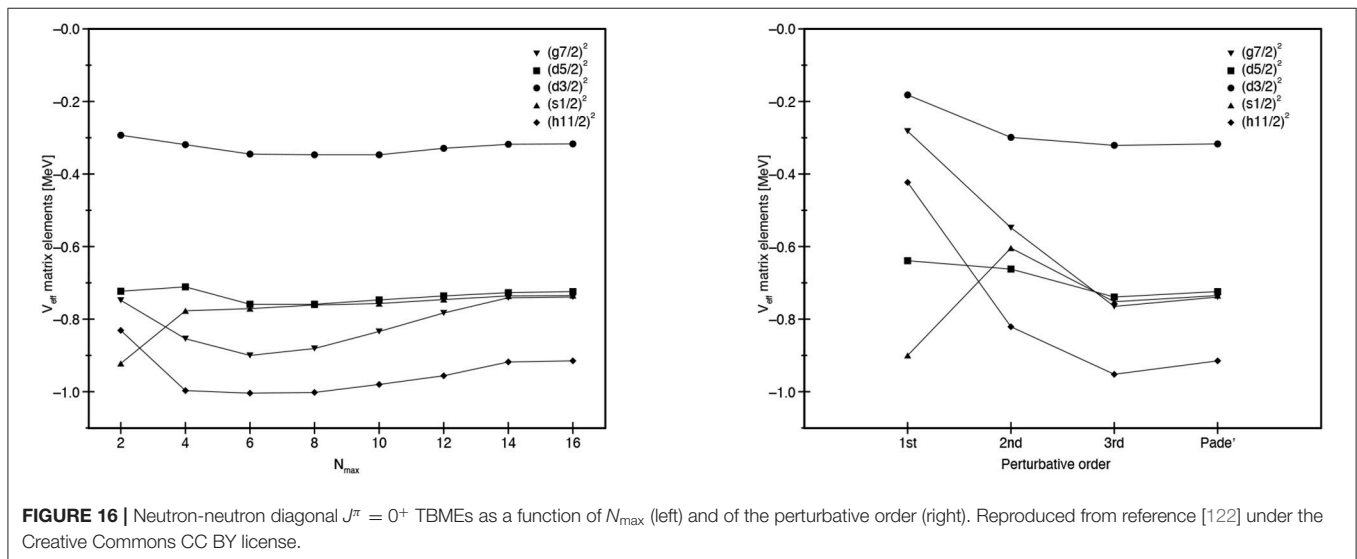 −0.0
−0.2
−0.4
−0.6
−0.8
−1.0
V_eff matrix elements [MeV]
(g7/2)²
(d5/2)²
(d3/2)²
(s1/2)²
(h11/2)²
2 4 6 8 10 12 14 16
N_max
−0.0
−0.2
−0.4
−0.6
−0.8
−1.0
V_eff matrix elements [MeV]
(g7/2)²
(d5/2)²
(d3/2)²
(s1/2)²
(h11/2)²
1st 2nd 3rd Pade'
Perturbative order
FIGURE 16 | Neutron-neutron diagonal J^π = 0⁺ TBMEs as a function of N_max (left) and of the perturbative order (right). Reproduced from reference [122] under the
Creative Commons CC BY license.